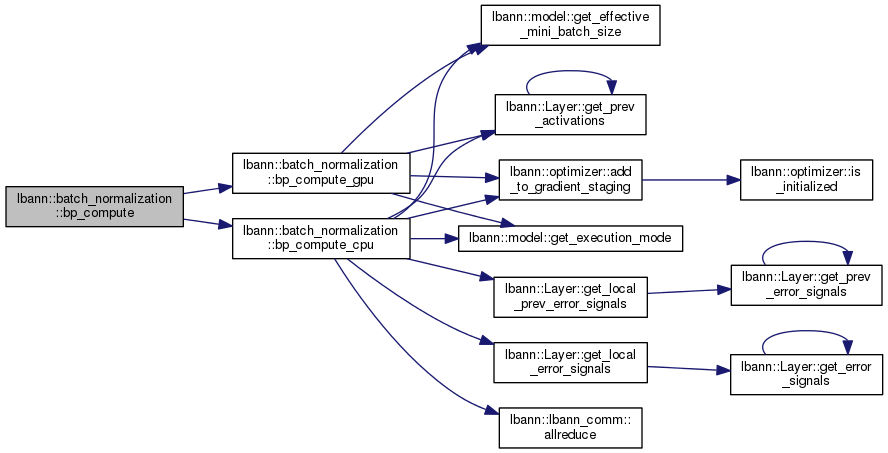 lbann::batch_normalization
::bp_compute
lbann::batch_normalization
::bp_compute_gpu
lbann::batch_normalization
::bp_compute_cpu
lbann::model::get_effective
_mini_batch_size
lbann::Layer::get_prev
_activations
lbann::optimizer::add
_to_gradient_staging
lbann::model::get_execution_mode
lbann::Layer::get_local
_prev_error_signals
lbann::Layer::get_local
_error_signals
lbann::lbann_comm::
allreduce
lbann::optimizer::is
_initialized
lbann::Layer::get_prev
_error_signals
lbann::Layer::get_error
_signals